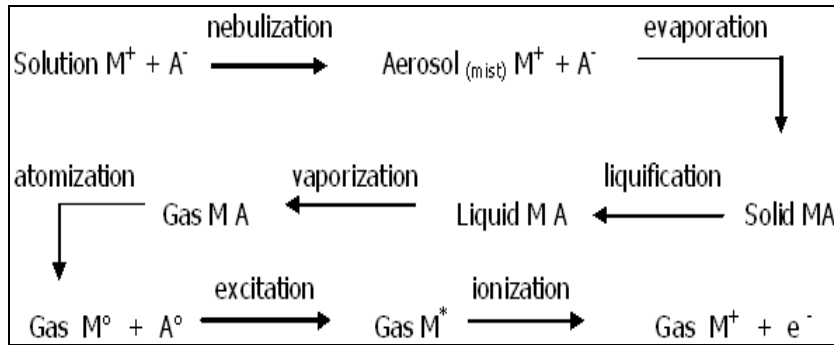 nebulization evaporation
Solution M⁺ + A⁻ Aerosol (mist) M⁺ + A⁻
atomization vaporization liquification
Gas M A Liquid M A Solid MA
excitation ionization
Gas M° + A° Gas M* Gas M⁺ + e⁻